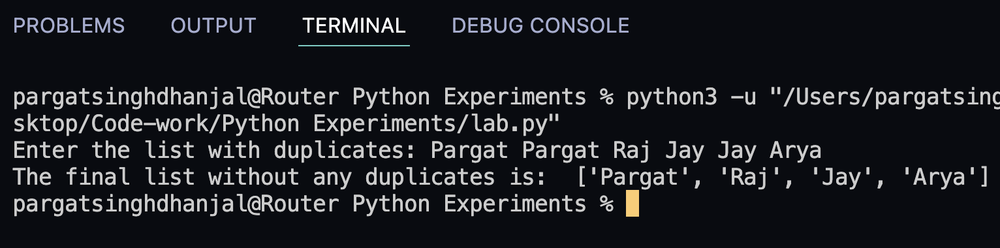 PROBLEMS OUTPUT TERMINAL DEBUG CONSOLE
pargatsinghdhanjal@Router Python Experiments % python3 -u "/Users/pargatsing
sktop/Code-work/Python Experiments/lab.py"
Enter the list with duplicates: Pargat Pargat Raj Jay Jay Arya
The final list without any duplicates is:  ['Pargat', 'Raj', 'Jay', 'Arya']
pargatsinghdhanjal@Router Python Experiments %